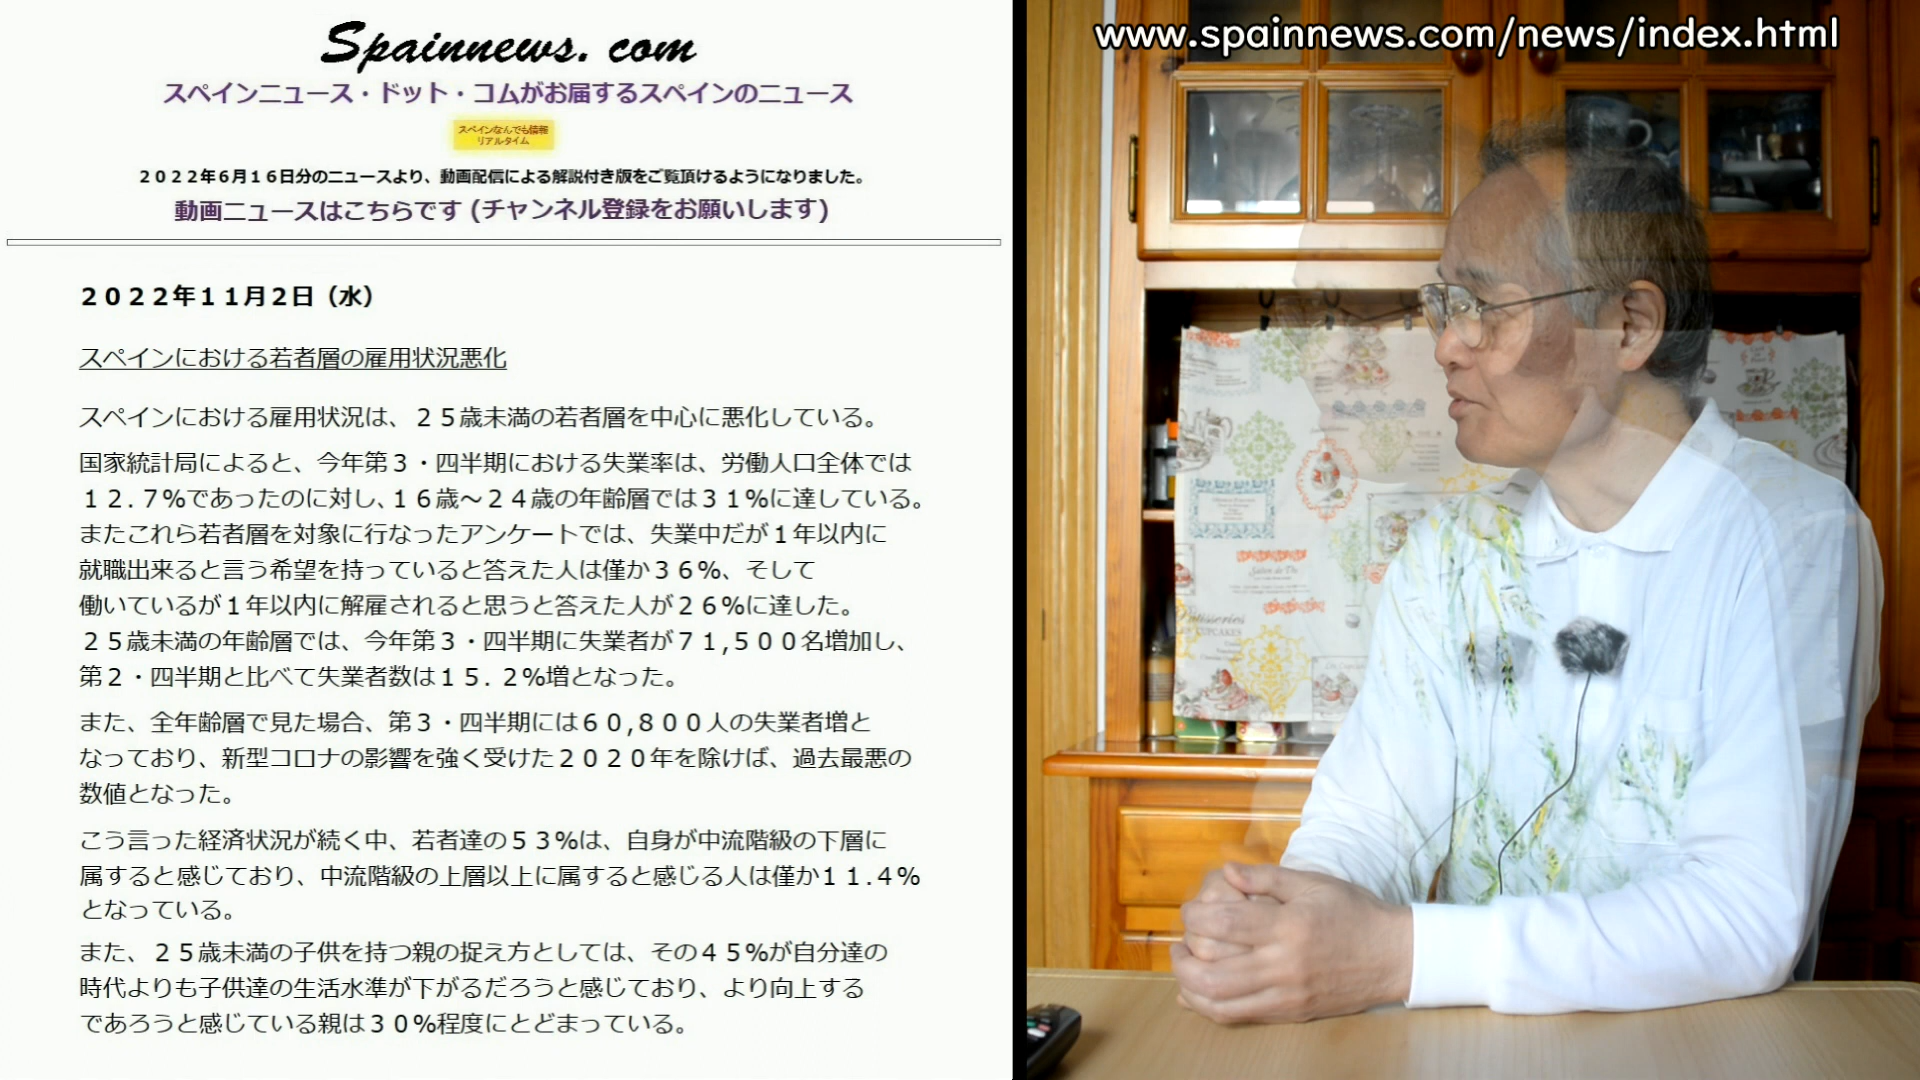 Spainnews. com
スペインニュース・ドット・コムがお届するスペインのニュース
スペインなんでも情報
リアルタイム
２０２２年６月１６日分のニュースより、動画配信による解説付き版をご覧頂けるようになりました。
動画ニュースはこちらです (チャンネル登録をお願いします)
２０２２年１１月２日（水）
スペインにおける若者層の雇用状況悪化
スペインにおける雇用状況は、２５歳未満の若者層を中心に悪化している。
国家統計局によると、今年第３・四半期における失業率は、労働人口全体では
１２.７%であったのに対し、１６歳～２４歳の年齢層では３１%に達している。
またこれら若者層を対象に行なったアンケートでは、失業中だが１年以内に
就職出来ると言う希望を持っていると答えた人は僅か３６%、そして
働いているが１年以内に解雇されると思うと答えた人が２６%に達した。
２５歳未満の年齢層では、今年第３・四半期に失業者が７１,５００名増加し、
第２・四半期と比べて失業者数は１５.２%増となった。
また、全年齢層で見た場合、第３・四半期には６０,８００人の失業者増と
なっており、新型コロナの影響を強く受けた２０２０年を除けば、過去最悪の
数値となった。
こう言った経済状況が続く中、若者達の５３%は、自身が中流階級の下層に
属すると感じており、中流階級の上層以上に属すると感じる人は僅か１１.４%
となっている。
また、２５歳未満の子供を持つ親の捉え方としては、その４５%が自分達の
時代よりも子供達の生活水準が下がるだろうと感じており、より向上する
であろうと感じている親は３０%程度にとどまっている。
www.spainnews.com/news/index.html
Salon de Thé
Patisseries
CUPCAKES